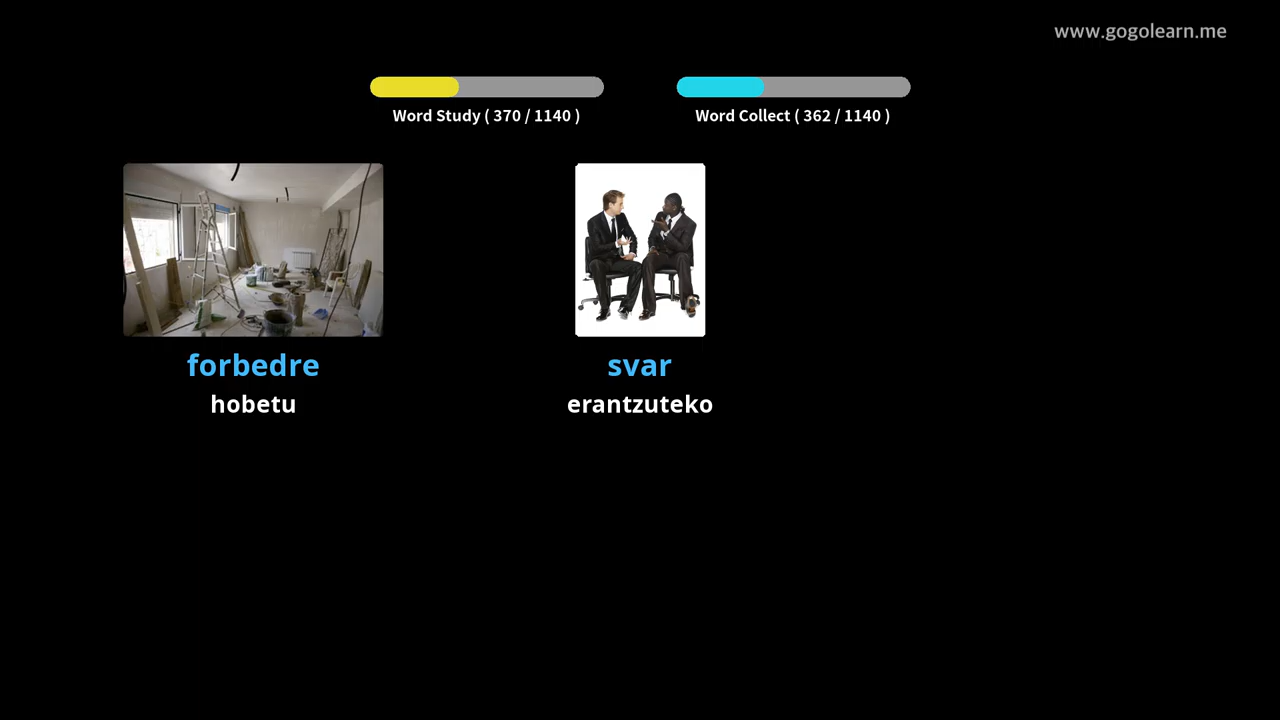 www.gogolearn.me
Word Study ( 370 / 1140 )
Word Collect ( 362 / 1140 )
forbedre
hobetu
svar
erantzuteko